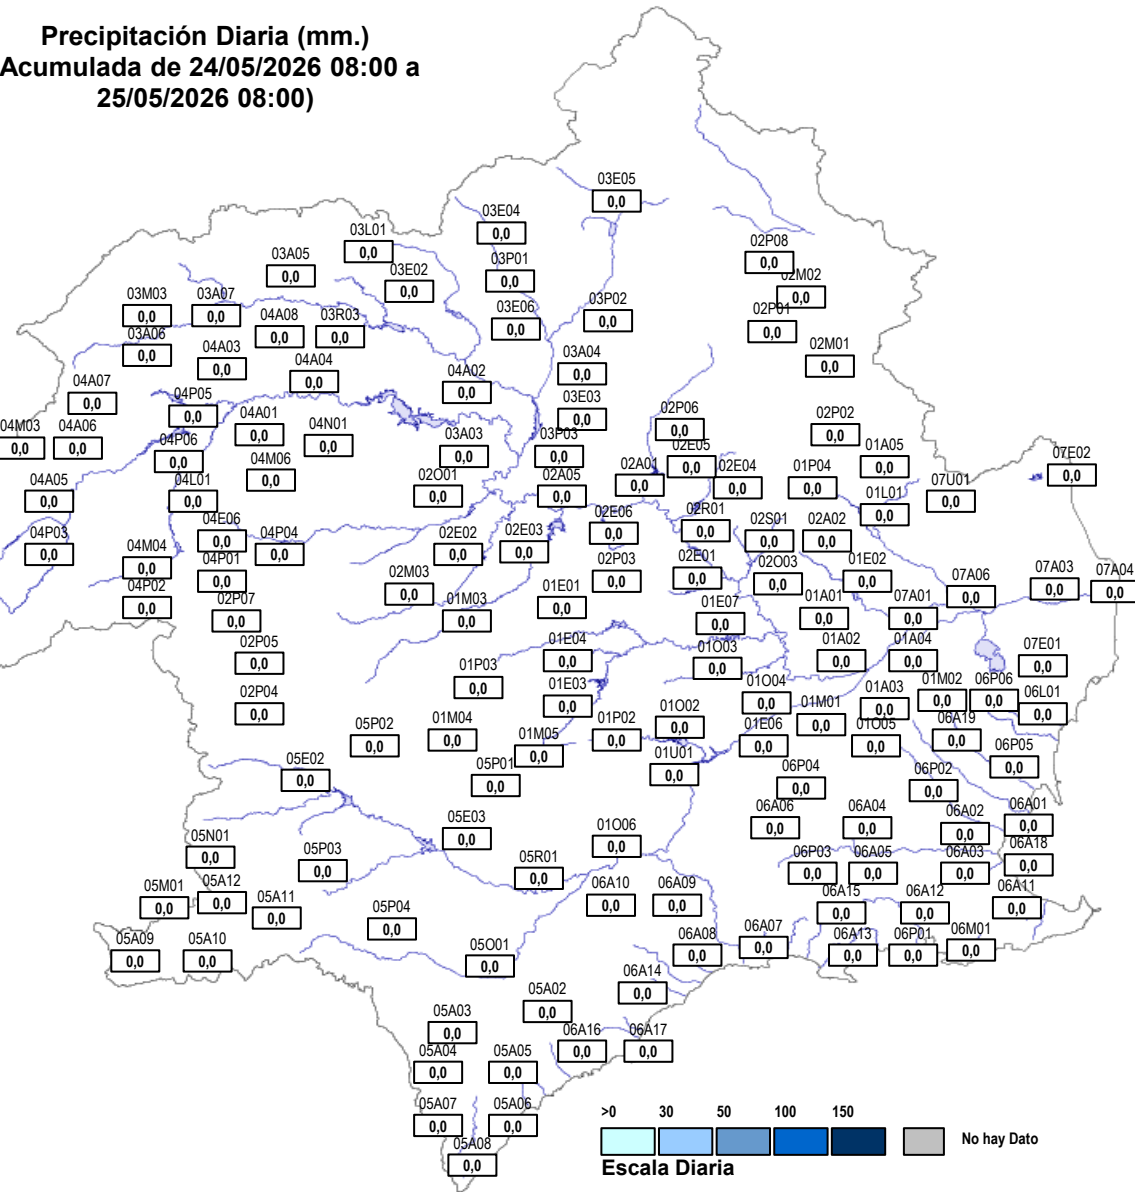 Precipitación Diaria (mm.)
Acumulada de 24/05/2026 08:00 a
25/05/2026 08:00)
03E05
0,0
03E04
0,0
03L01
0,0
02P08
0,0
03A05
0,0
03P01
0,0
03E02
0,0
02M02
0,0
03M03
0,0
03A07
0,0
03P02
0,0
04A08
0,0
03R03
0,0
03E06
0,0
02P01
0,0
03A06
0,0
04A03
0,0
02M01
0,0
03A04
0,0
04A04
0,0
04A02
0,0
04A07
0,0
04P05
0,0
03E03
0,0
02P06
0,0
02P02
0,0
04A01
0,0
04M03
0,0
04A06
0,0
04N01
0,0
03A03
0,0
03P03
0,0
04P06
0,0
02E05
0,0
01A05
0,0
07E02
0,0
04M06
0,0
02A01
0,0
02E04
0,0
01P04
0,0
04A05
0,0
04L01
0,0
02O01
0,0
02A05
0,0
07U01
0,0
01L01
0,0
02E06
0,0
02R01
0,0
04E06
0,0
02S01
0,0
02A02
0,0
04P03
0,0
04P04
0,0
02E02
0,0
02E03
0,0
04M04
0,0
04P01
0,0
02P03
0,0
02E01
0,0
02O03
0,0
01E02
0,0
07A03
0,0
07A04
0,0
02M03
0,0
07A06
0,0
04P02
0,0
01E01
0,0
02P07
0,0
01M03
0,0
01E07
0,0
01A01
0,0
07A01
0,0
02P05
0,0
01E04
0,0
01O03
0,0
01A02
0,0
01A04
0,0
07E01
0,0
01P03
0,0
02P04
0,0
01E03
0,0
01O04
0,0
01A03
0,0
01M02
0,0
06P06
0,0
06L01
0,0
01M01
0,0
05P02
0,0
01M04
0,0
01P02
0,0
01O02
0,0
01E06
0,0
01O05
0,0
06A19
0,0
01M05
0,0
06P05
0,0
05E02
0,0
05P01
0,0
01U01
0,0
06P04
0,0
06P02
0,0
05E03
0,0
01O06
0,0
06A06
0,0
06A04
0,0
06A02
0,0
06A01
0,0
05N01
0,0
05P03
0,0
05R01
0,0
06P03
0,0
06A05
0,0
06A03
0,0
06A18
0,0
05M01
0,0
05A12
0,0
05A11
0,0
06A10
0,0
06A09
0,0
06A15
0,0
06A12
0,0
06A11
0,0
05P04
0,0
05A09
0,0
05A10
0,0
05O01
0,0
06A08
0,0
06A07
0,0
06A13
0,0
06P01
0,0
06M01
0,0
06A14
0,0
05A02
0,0
05A03
0,0
06A16
0,0
06A17
0,0
05A04
0,0
05A05
0,0
05A07
0,0
05A06
0,0
05A08
0,0
>0 30 50 100 150
No hay Dato
Escala Diaria